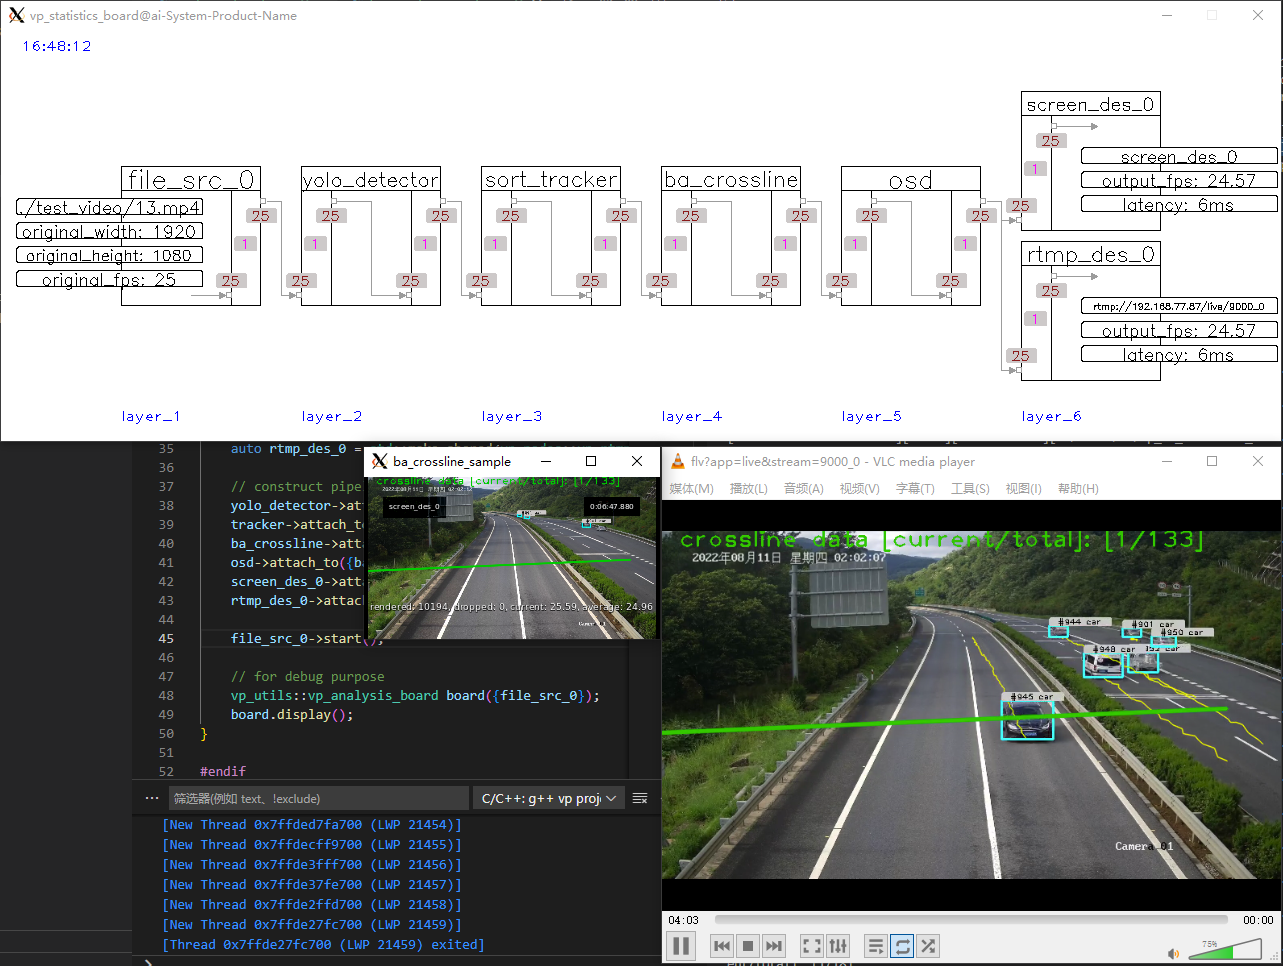 vp_statistics_board@ai-System-Product-Name
16:48:12
file_src_0
./test_video/13.mp4
original_width: 1920
original_height: 1080
original_fps: 25
25
1
25
yolo_detector
25
25
1
1
25
25
sort_tracker
25
25
1
1
25
25
ba_crossline
25
25
1
1
25
25
osd
25
25
1
1
25
25
screen_des_0
25
1
25
screen_des_0
output_fps: 24.57
latency: 6ms
rtmp_des_0
25
1
25
rtmp://192.168.77.87/live/9000_0
output_fps: 24.57
latency: 6ms
layer_1
layer_2
layer_3
layer_4
layer_5
layer_6
35 auto rtmp_des_0 =
36
37 // construct pipe
38 yolo_detector->att
39 tracker->attach_to
40 ba_crossline->atta
41 osd->attach_to({ba
42 screen_des_0->atta
43 rtmp_des_0->attach
44
45 file_src_0->start();
46
47 // for debug purpose
48 vp_utils::vp_analysis_board board({file_src_0});
49 board.display();
50 }
51
52 #endif
ba_crossline_sample
crossline data [current/total]: [1/133]
screen_des_0
0:06:47.880
rendered: 10194, dropped: 0, current: 25.59, average: 24.96
筛选器(例如 text、!exclude)
C/C++: g++ vp proj
[New Thread 0x7ffded7fa700 (LWP 21454)]
[New Thread 0x7ffdecff9700 (LWP 21455)]
[New Thread 0x7ffde3fff700 (LWP 21456)]
[New Thread 0x7ffde37fe700 (LWP 21457)]
[New Thread 0x7ffde2ffd700 (LWP 21458)]
[New Thread 0x7ffde27fc700 (LWP 21459)]
[Thread 0x7ffde27fc700 (LWP 21459) exited]
flv?app=live&stream=9000_0 - VLC media player
媒体(M) 播放(L) 音频(A) 视频(V) 字幕(T) 工具(S) 视图(I) 帮助(H)
crossline data [current/total]: [1/133]
2022年08月11日 星期四 02:02:07
#944 car
#901 car
#950 car
#948 car
car
#945 car
Camera 01
04:03
00:00
75%